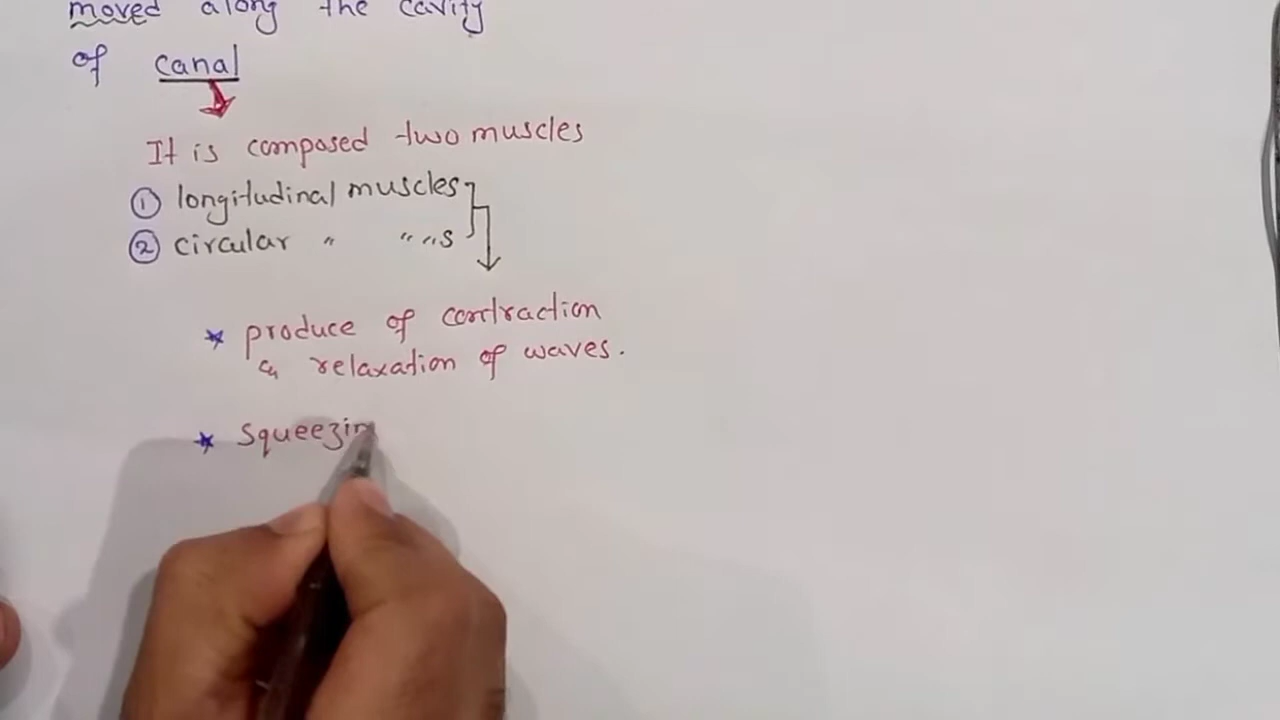 moved along the cavity
of canal
It is composed two muscles
① longitudinal muscles
② circular " " "s
* produce of contraction
& relaxation of waves.
* Squeezin